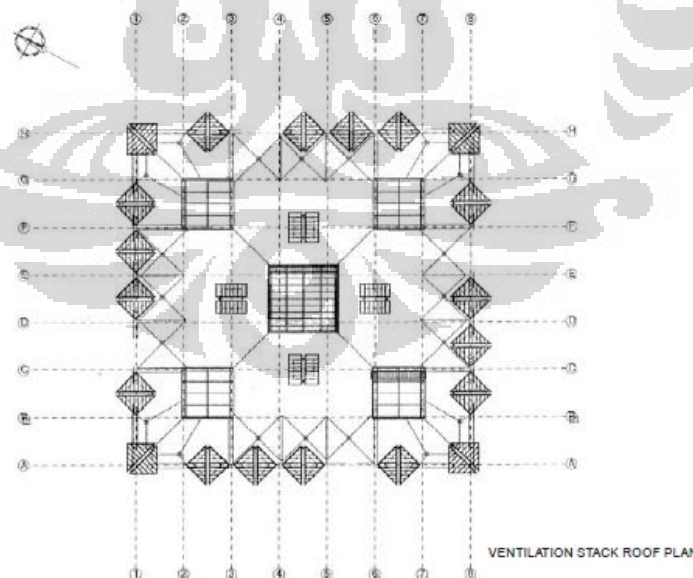 1 2 3 4 5 6 7 8
H H
G G
F F
E E
D D
C C
B B
A A
1 2 3 4 5 6 7 8
VENTILATION STACK ROOF PLAN